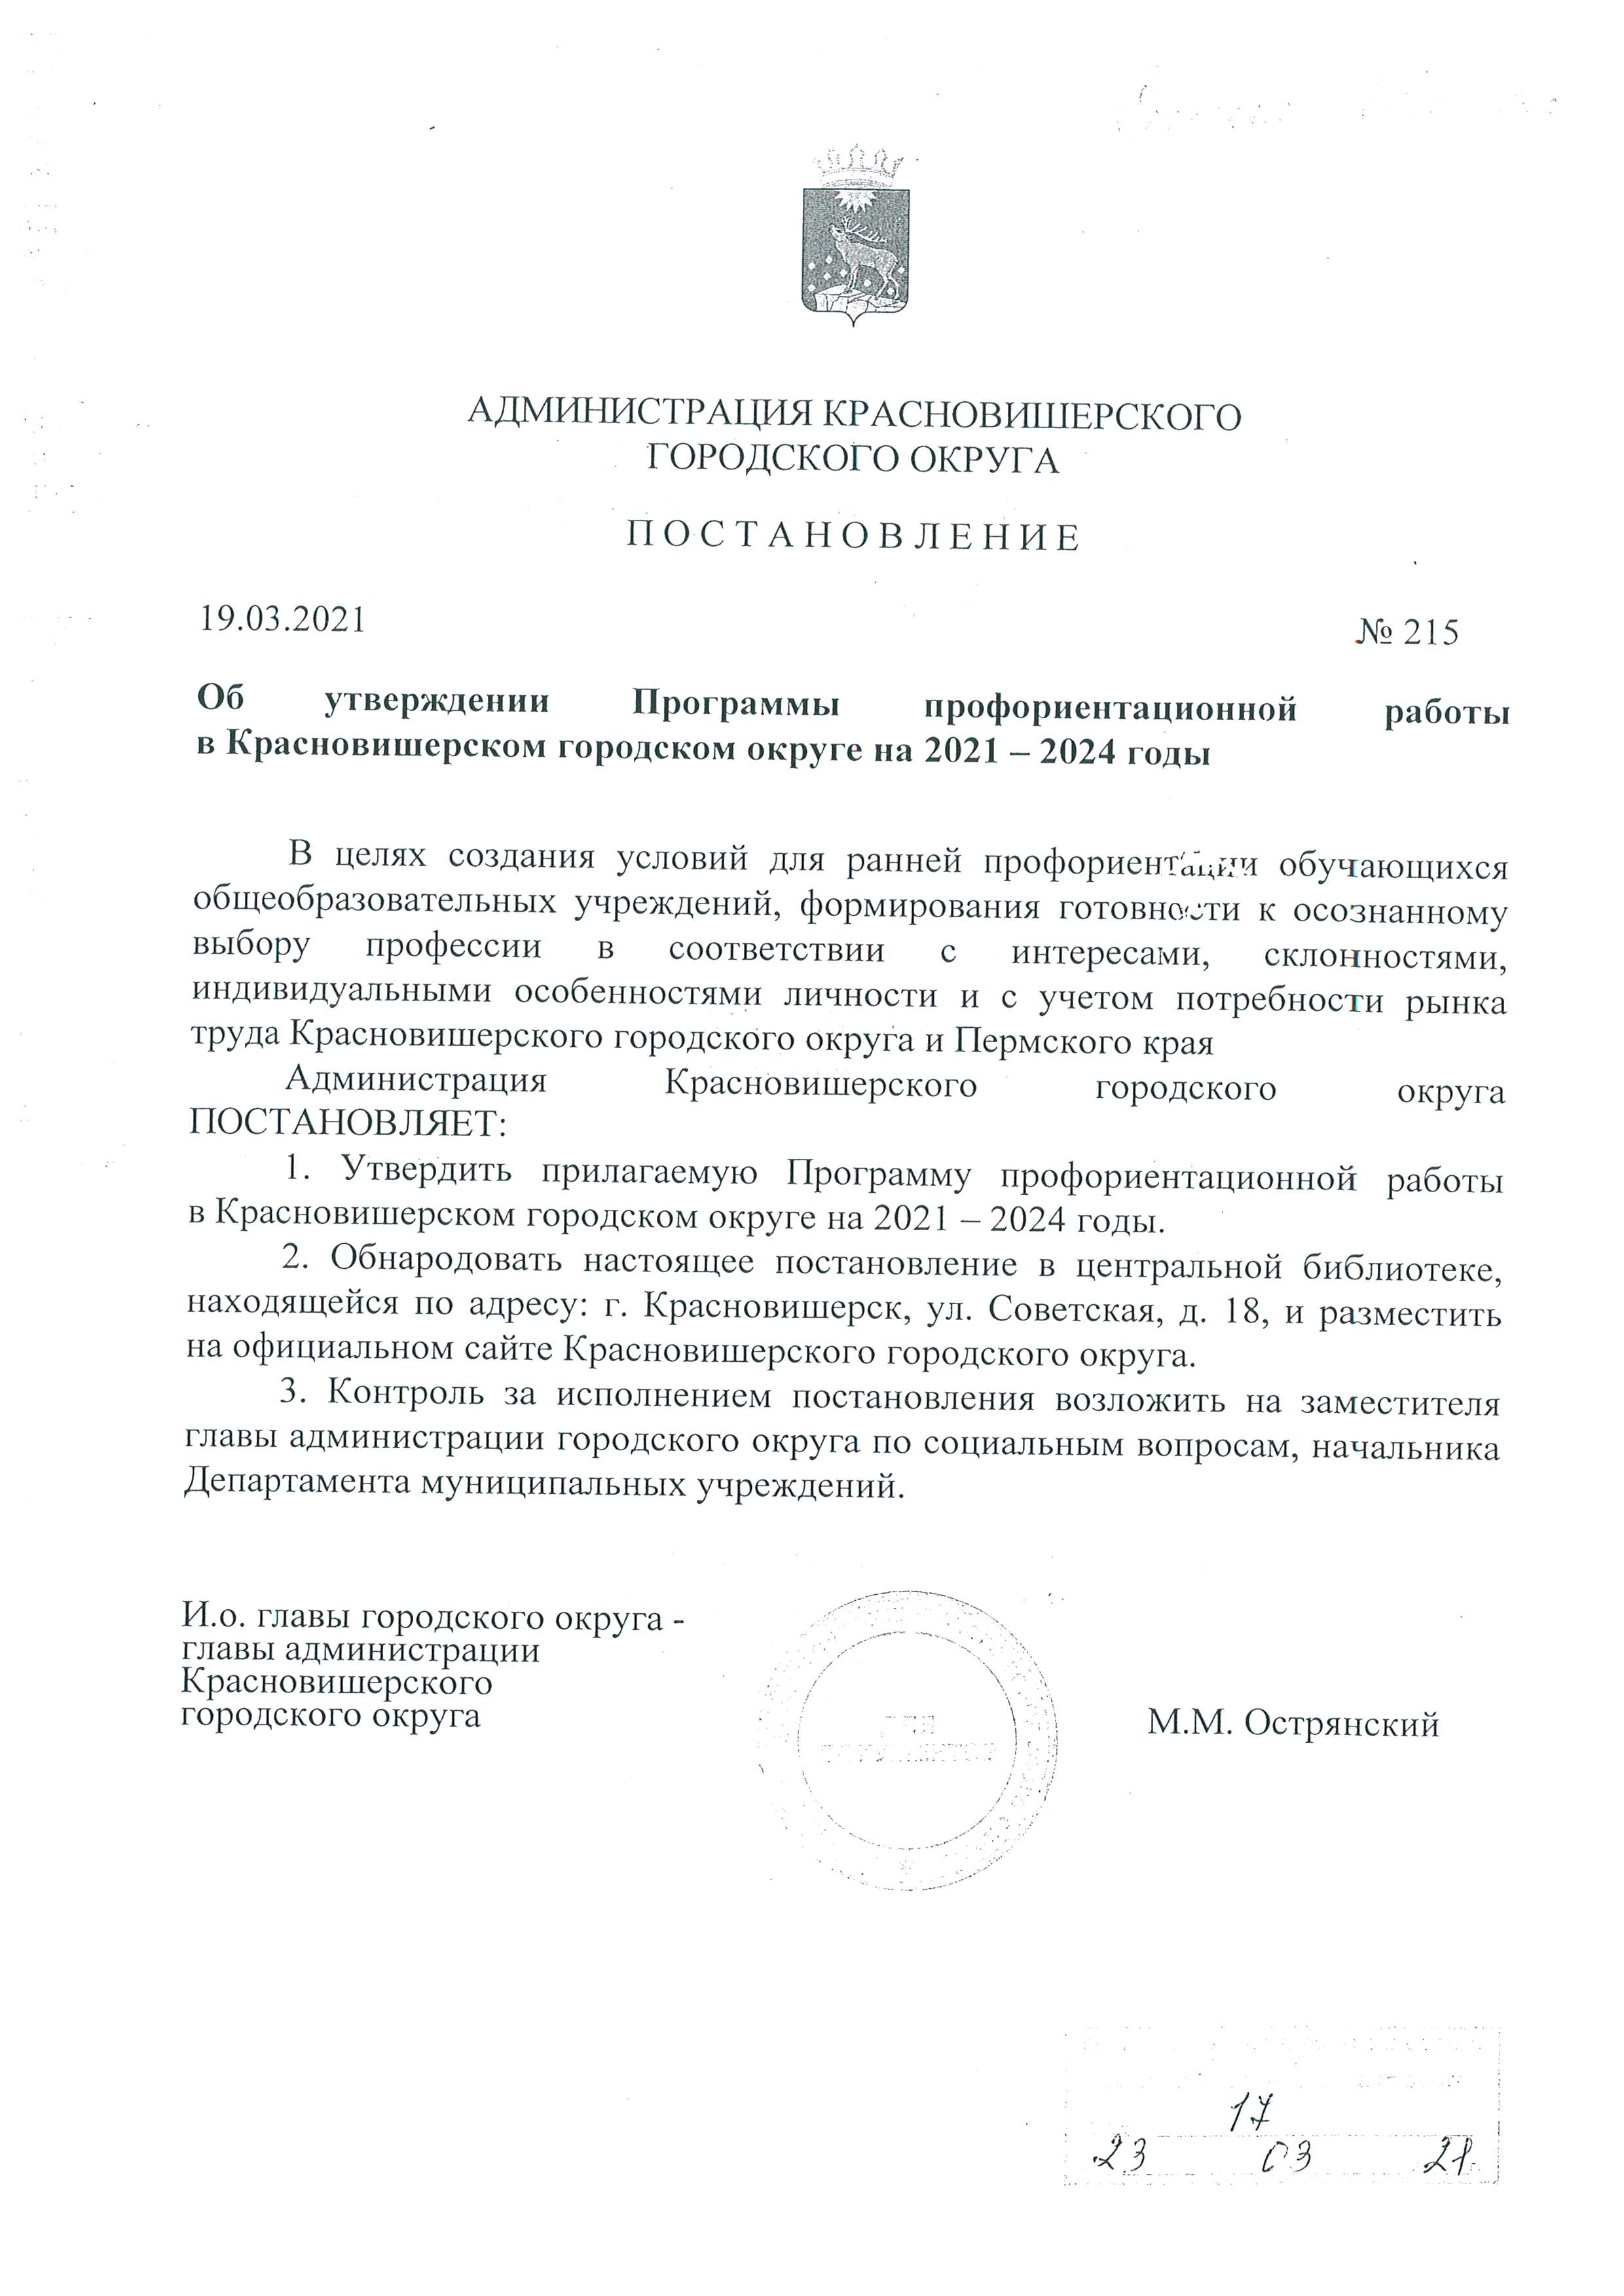 АДМИНИСТРАЦИЯ КРАСНОВИШЕРСКОГО
ГОРОДСКОГО ОКРУГА
П О С Т А Н О В Л Е Н И Е
19.03.2021
№ 215
Об утверждении Программы профориентационной работы
в Красновишерском городском округе на 2021 – 2024 годы
В целях создания условий для ранней профориентации обучающихся
общеобразовательных учреждений, формирования готовности к осознанному
выбору профессии в соответствии с интересами, склонностями,
индивидуальными особенностями личности и с учетом потребности рынка
труда Красновишерского городского округа и Пермского края
Администрация Красновишерского городского округа
ПОСТАНОВЛЯЕТ:
1. Утвердить прилагаемую Программу профориентационной работы
в Красновишерском городском округе на 2021 – 2024 годы.
2. Обнародовать настоящее постановление в центральной библиотеке,
находящейся по адресу: г. Красновишерск, ул. Советская, д. 18, и разместить
на официальном сайте Красновишерского городского округа.
3. Контроль за исполнением постановления возложить на заместителя
главы администрации городского округа по социальным вопросам, начальника
Департамента муниципальных учреждений.
И.о. главы городского округа -
главы администрации
Красновишерского
городского округа
М.М. Острянский
ДЛЯ
ДОКУМЕНТОВ
17
23 03 21